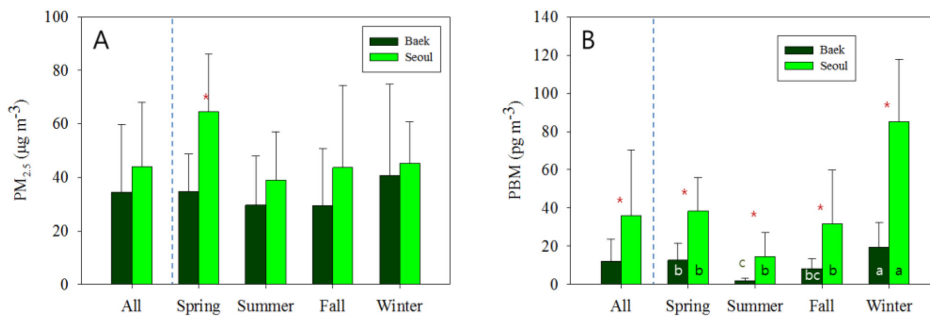 A
Baek
Seoul
PM2.5 (μg m-3)
100
80
60
40
20
0
*
All
Spring
Summer
Fall
Winter
B
Baek
Seoul
PBM (pg m-3)
140
120
100
80
60
40
20
0
*
*
*
*
*
b
b
c
b
bc
b
a
a
All
Spring
Summer
Fall
Winter